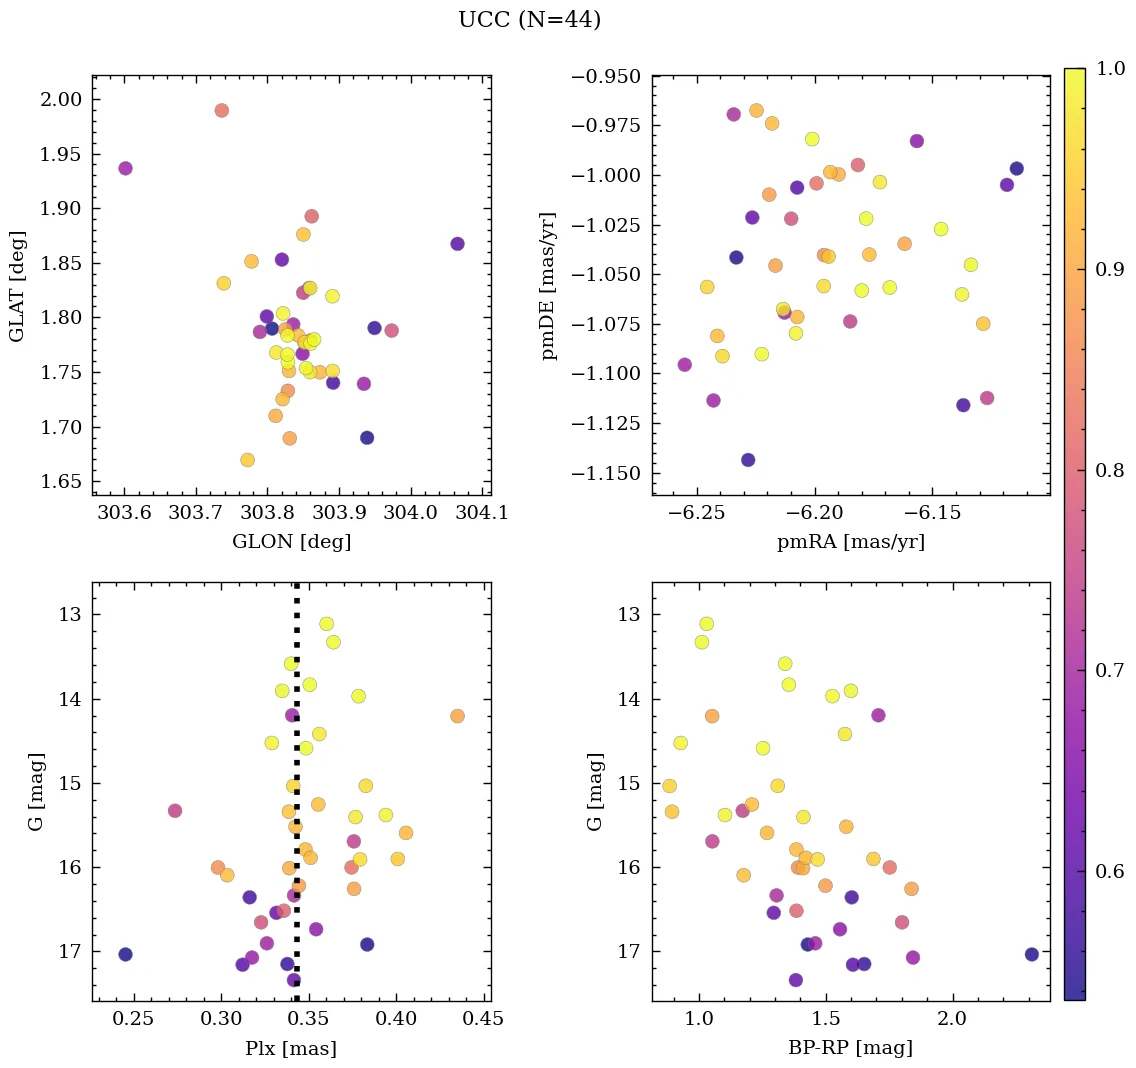 UCC (N=44)
2.00
1.95
1.90
1.85
1.80
1.75
1.70
1.65
GLAT [deg]
303.6 303.7 303.8 303.9 304.0 304.1
GLON [deg]
−0.950
−0.975
−1.000
−1.025
−1.050
−1.075
−1.100
−1.125
−1.150
pmDE [mas/yr]
−6.25 −6.20 −6.15
pmRA [mas/yr]
13
14
15
16
17
G [mag]
0.25 0.30 0.35 0.40 0.45
Plx [mas]
13
14
15
16
17
G [mag]
1.0 1.5 2.0
BP-RP [mag]
1.0
0.9
0.8
0.7
0.6